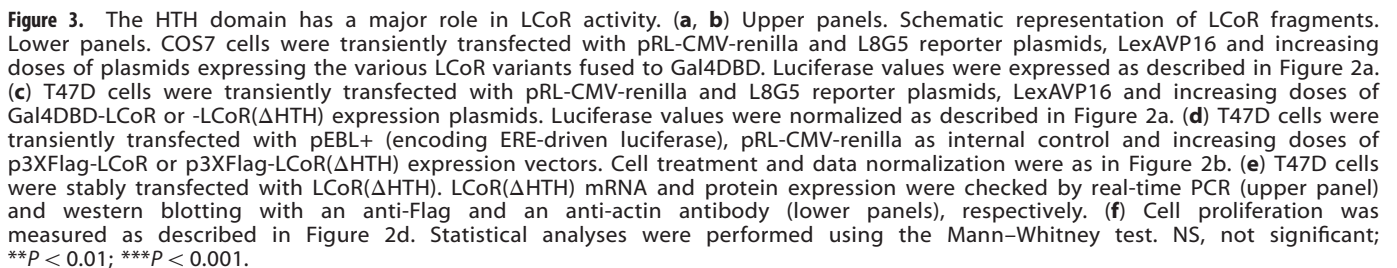 Figure 3. The HTH domain has a major role in LCoR activity. (a, b) Upper panels. Schematic representation of LCoR fragments.
Lower panels. COS7 cells were transiently transfected with pRL-CMV-renilla and L8G5 reporter plasmids, LexAVP16 and increasing
doses of plasmids expressing the various LCoR variants fused to Gal4DBD. Luciferase values were expressed as described in Figure 2a.
(c) T47D cells were transiently transfected with pRL-CMV-renilla and L8G5 reporter plasmids, LexAVP16 and increasing doses of
Gal4DBD-LCoR or -LCoR(ΔHTH) expression plasmids. Luciferase values were normalized as described in Figure 2a. (d) T47D cells were
transiently transfected with pEBL+ (encoding ERE-driven luciferase), pRL-CMV-renilla as internal control and increasing doses of
p3XFlag-LCoR or p3XFlag-LCoR(ΔHTH) expression vectors. Cell treatment and data normalization were as in Figure 2b. (e) T47D cells
were stably transfected with LCoR(ΔHTH). LCoR(ΔHTH) mRNA and protein expression were checked by real-time PCR (upper panel)
and western blotting with an anti-Flag and an anti-actin antibody (lower panels), respectively. (f) Cell proliferation was
measured as described in Figure 2d. Statistical analyses were performed using the Mann–Whitney test. NS, not significant;
**P < 0.01; ***P < 0.001.